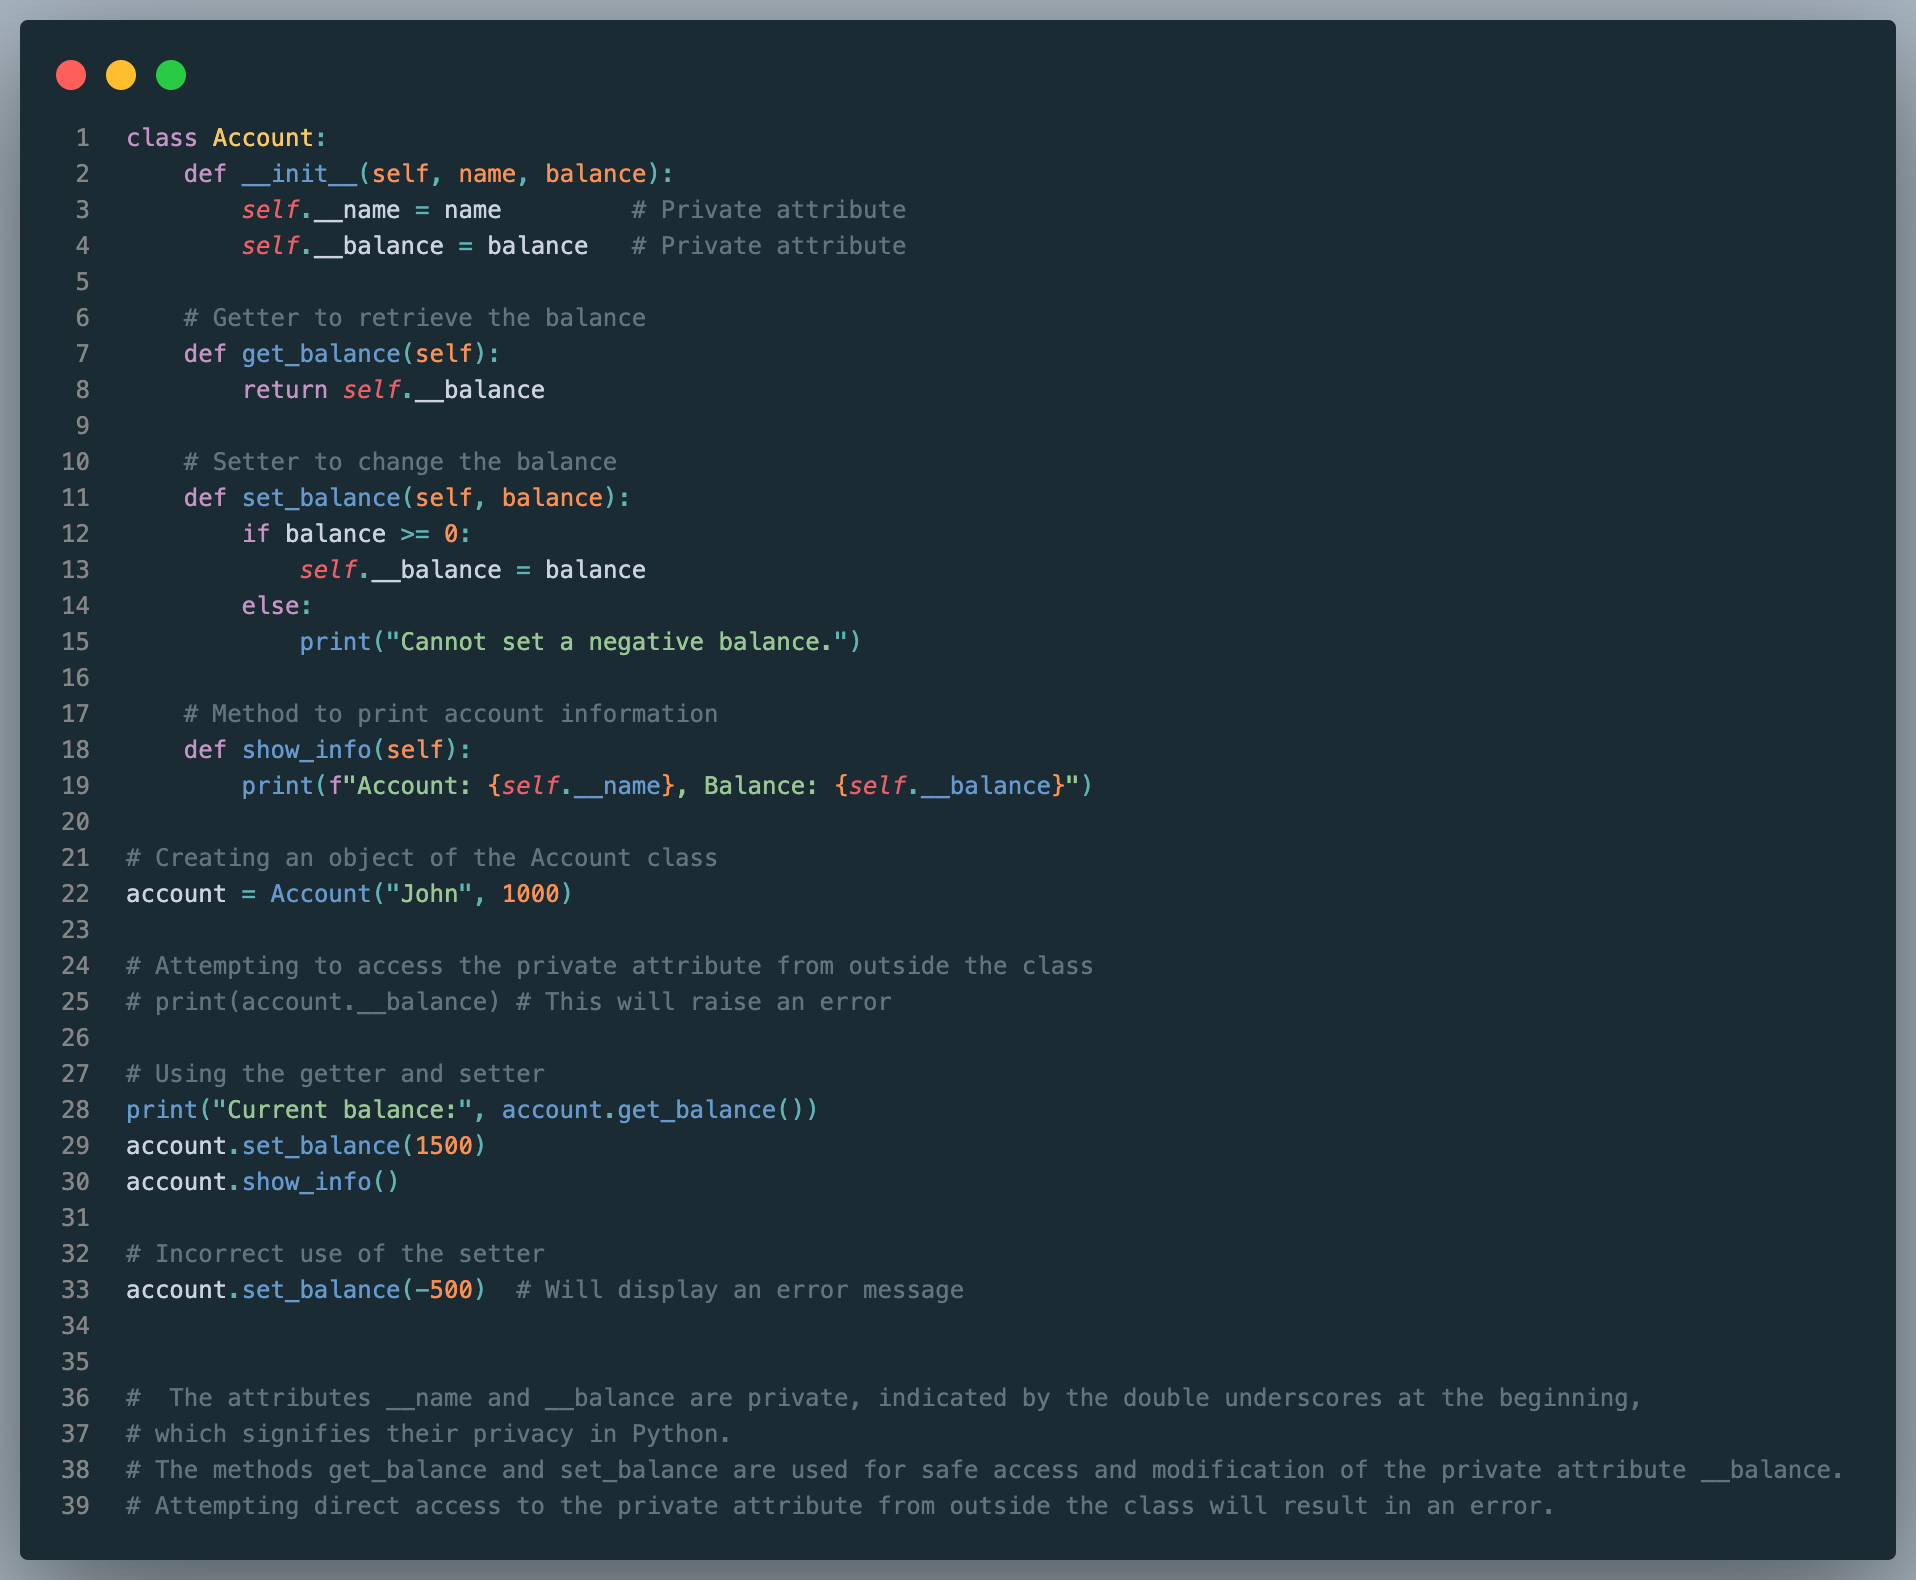 1 class Account:
2     def __init__(self, name, balance):
3         self.__name = name         # Private attribute
4         self.__balance = balance   # Private attribute
5
6     # Getter to retrieve the balance
7     def get_balance(self):
8         return self.__balance
9
10     # Setter to change the balance
11     def set_balance(self, balance):
12         if balance >= 0:
13             self.__balance = balance
14         else:
15             print("Cannot set a negative balance.")
16
17     # Method to print account information
18     def show_info(self):
19         print(f"Account: {self.__name}, Balance: {self.__balance}")
20
21 # Creating an object of the Account class
22 account = Account("John", 1000)
23
24 # Attempting to access the private attribute from outside the class
25 # print(account.__balance) # This will raise an error
26
27 # Using the getter and setter
28 print("Current balance:", account.get_balance())
29 account.set_balance(1500)
30 account.show_info()
31
32 # Incorrect use of the setter
33 account.set_balance(-500)  # Will display an error message
34
35
36 #  The attributes __name and __balance are private, indicated by the double underscores at the beginning,
37 # which signifies their privacy in Python.
38 # The methods get_balance and set_balance are used for safe access and modification of the private attribute __balance.
39 # Attempting direct access to the private attribute from outside the class will result in an error.